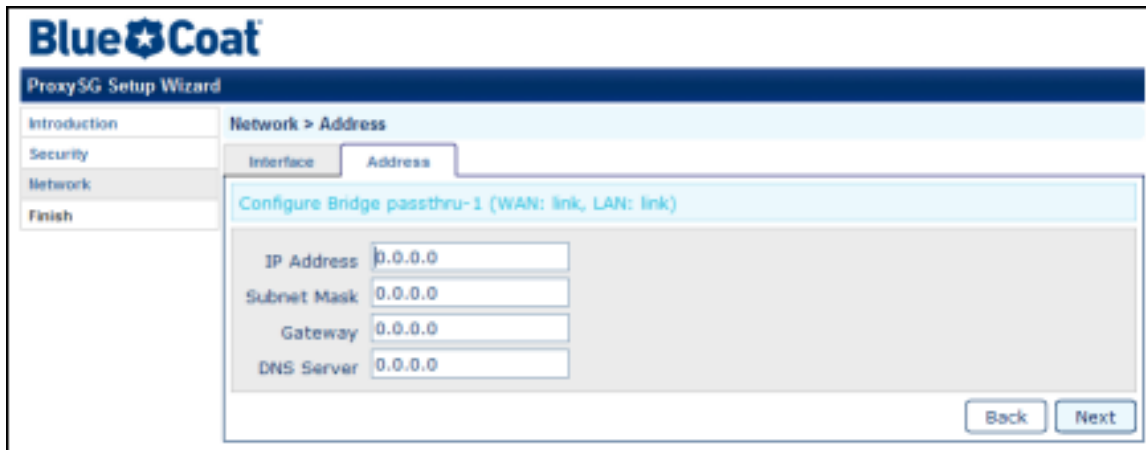 Blue Coat
ProxySG Setup Wizard
Introduction
Security
Network
Finish
Network > Address
Interface Address
Configure Bridge passthru-1 (WAN: link, LAN: link)
IP Address 0.0.0.0
Subnet Mask 0.0.0.0
Gateway 0.0.0.0
DNS Server 0.0.0.0
Back Next